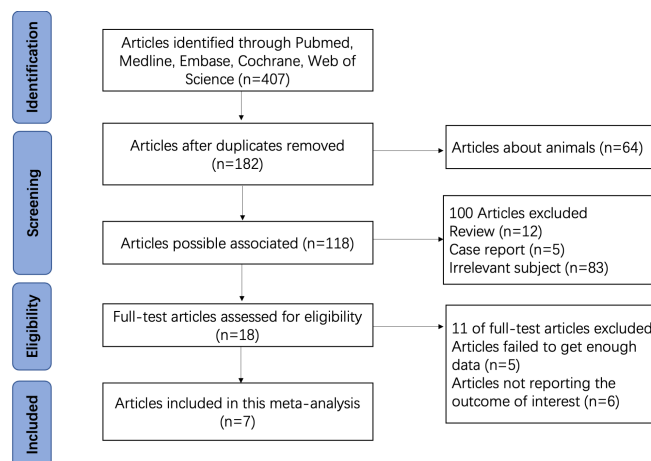 Identification
Articles identified through Pubmed,
Medline, Embase, Cochrane, Web of
Science (n=407)
Screening
Articles after duplicates removed
(n=182)
Articles about animals (n=64)
Articles possible associated (n=118)
100 Articles excluded
Review (n=12)
Case report (n=5)
Irrelevant subject (n=83)
Eligibility
Full-test articles assessed for eligibility
(n=18)
11 of full-test articles excluded
Articles failed to get enough
data (n=5)
Articles not reporting the
outcome of interest (n=6)
Included
Articles included in this meta-analysis
(n=7)